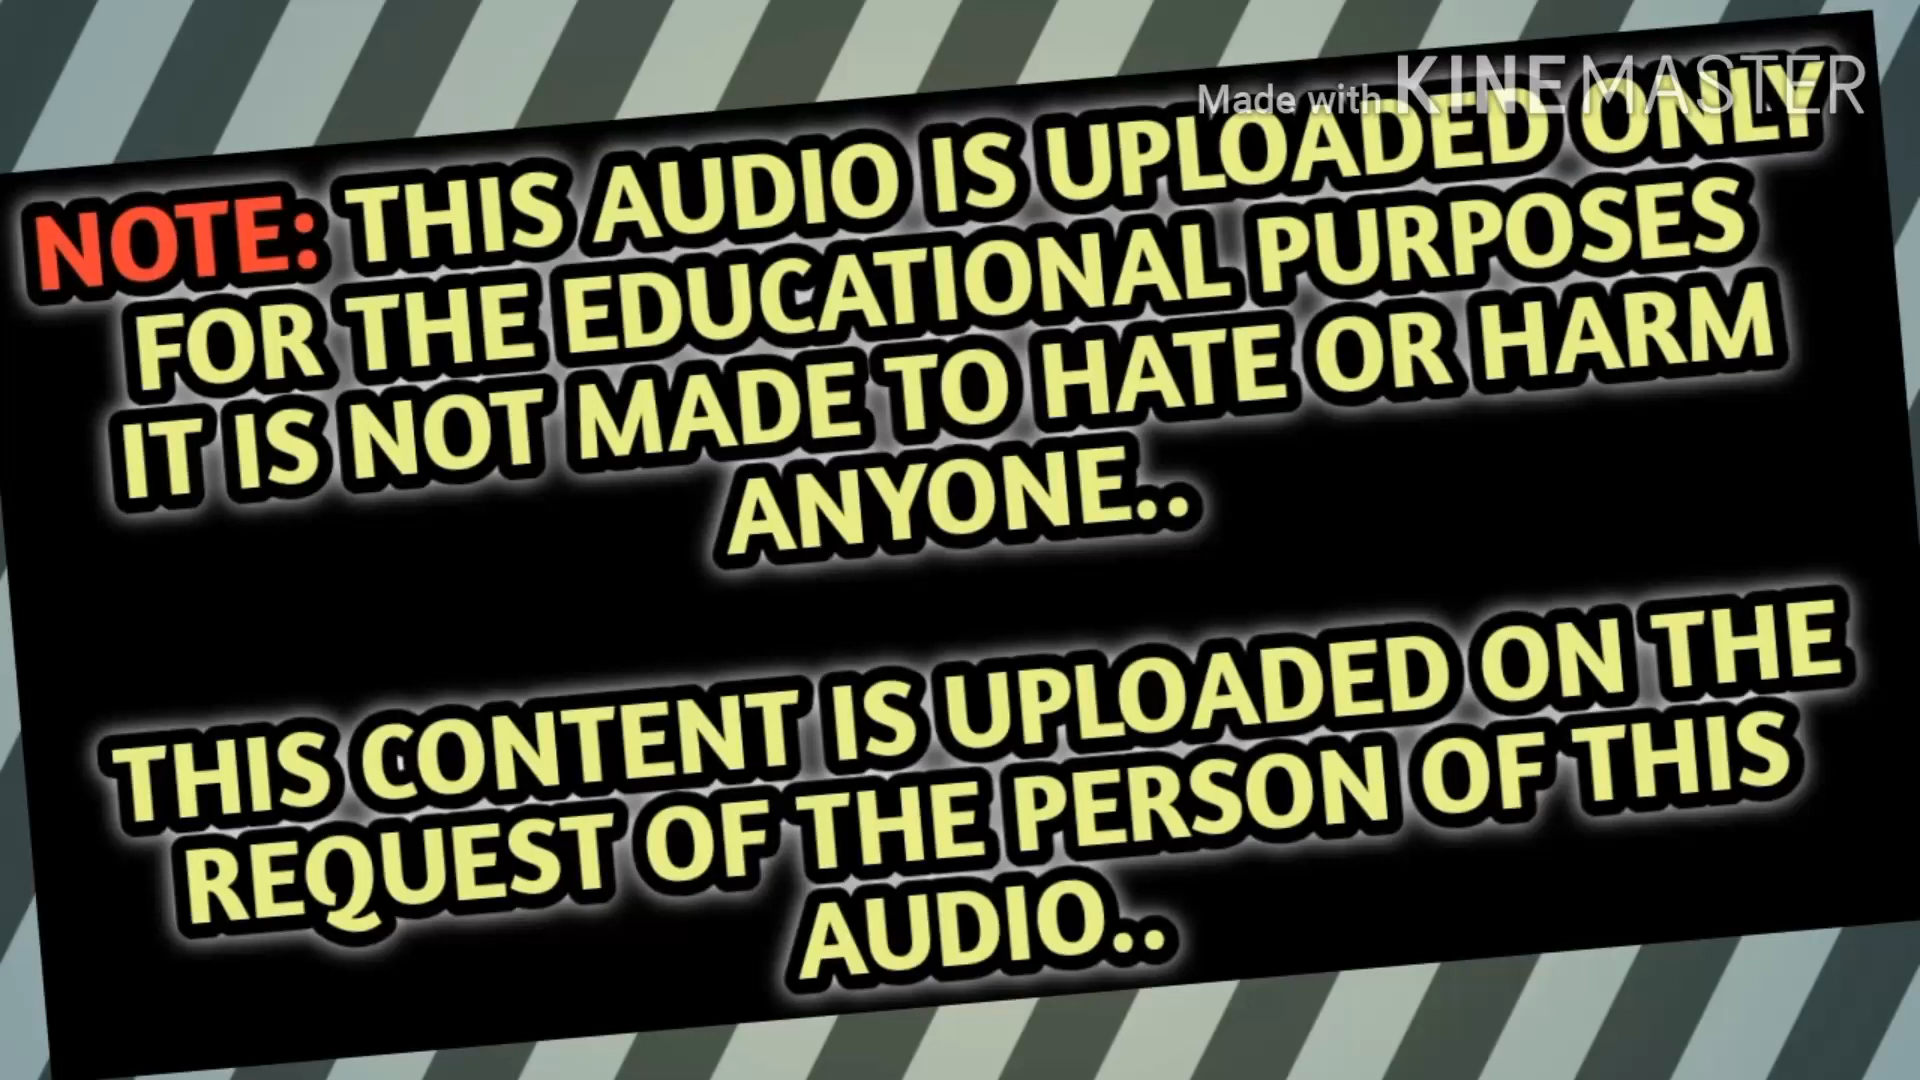 Made with KINEMASTER
NOTE: THIS AUDIO IS UPLOADED ONLY
FOR THE EDUCATIONAL PURPOSES
IT IS NOT MADE TO HATE OR HARM
ANYONE..
THIS CONTENT IS UPLOADED ON THE
REQUEST OF THE PERSON OF THIS
AUDIO..